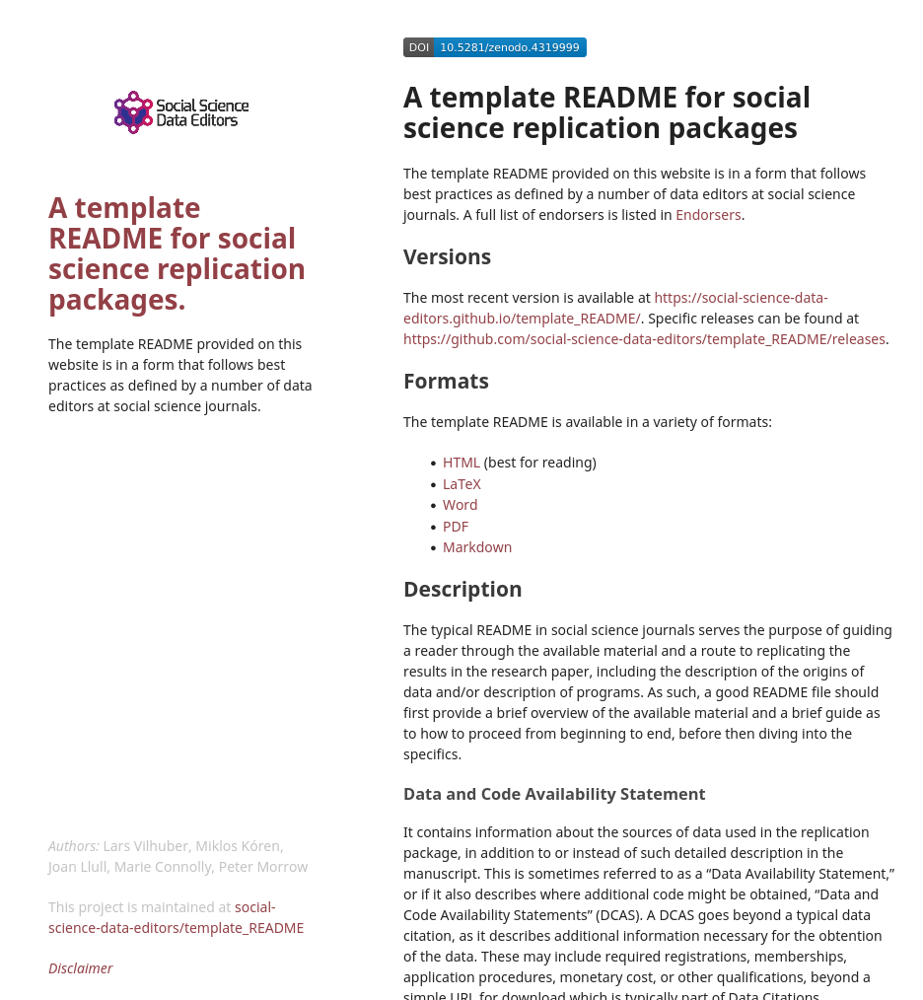 Social Science
Data Editors
A template
README for social
science replication
packages.
The template README provided on this
website is in a form that follows best
practices as defined by a number of data
editors at social science journals.
Authors: Lars Vilhuber, Miklos Kóren,
Joan Llull, Marie Connolly, Peter Morrow
This project is maintained at social-
science-data-editors/template_README
Disclaimer
DOI 10.5281/zenodo.4319999
A template README for social
science replication packages
The template README provided on this website is in a form that follows
best practices as defined by a number of data editors at social science
journals. A full list of endorsers is listed in Endorsers.
Versions
The most recent version is available at https://social-science-data-
editors.github.io/template_README/. Specific releases can be found at
https://github.com/social-science-data-editors/template_README/releases.
Formats
The template README is available in a variety of formats:
• HTML (best for reading)
• LaTeX
• Word
• PDF
• Markdown
Description
The typical README in social science journals serves the purpose of guiding
a reader through the available material and a route to replicating the
results in the research paper, including the description of the origins of
data and/or description of programs. As such, a good README file should
first provide a brief overview of the available material and a brief guide as
to how to proceed from beginning to end, before then diving into the
specifics.
Data and Code Availability Statement
It contains information about the sources of data used in the replication
package, in addition to or instead of such detailed description in the
manuscript. This is sometimes referred to as a “Data Availability Statement,”
or if it also describes where additional code might be obtained, “Data and
Code Availability Statements” (DCAS). A DCAS goes beyond a typical data
citation, as it describes additional information necessary for the obtention
of the data. These may include required registrations, memberships,
application procedures, monetary cost, or other qualifications, beyond a
simple URL for download which is typically part of Data Citations.